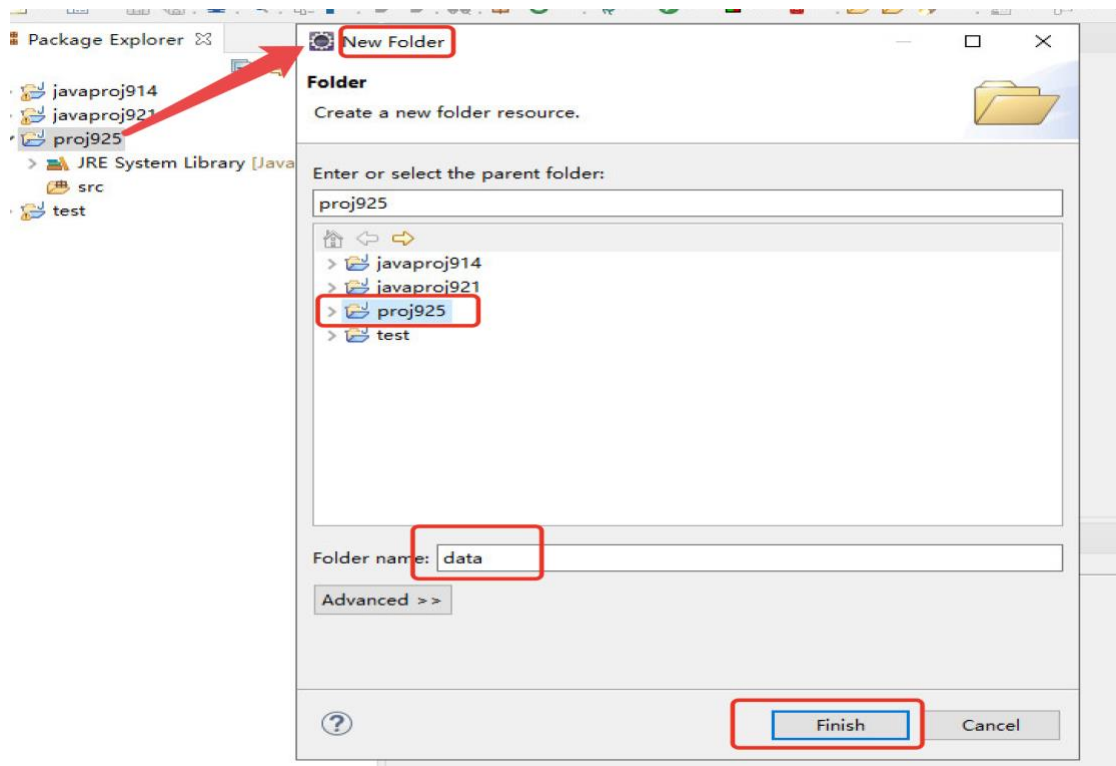 Package Explorer
javaproj914
javaproj921
proj925
JRE System Library [Java
src
test
New Folder
Folder
Create a new folder resource.
Enter or select the parent folder:
proj925
javaproj914
javaproj921
proj925
test
Folder name: data
Advanced >>
Finish
Cancel